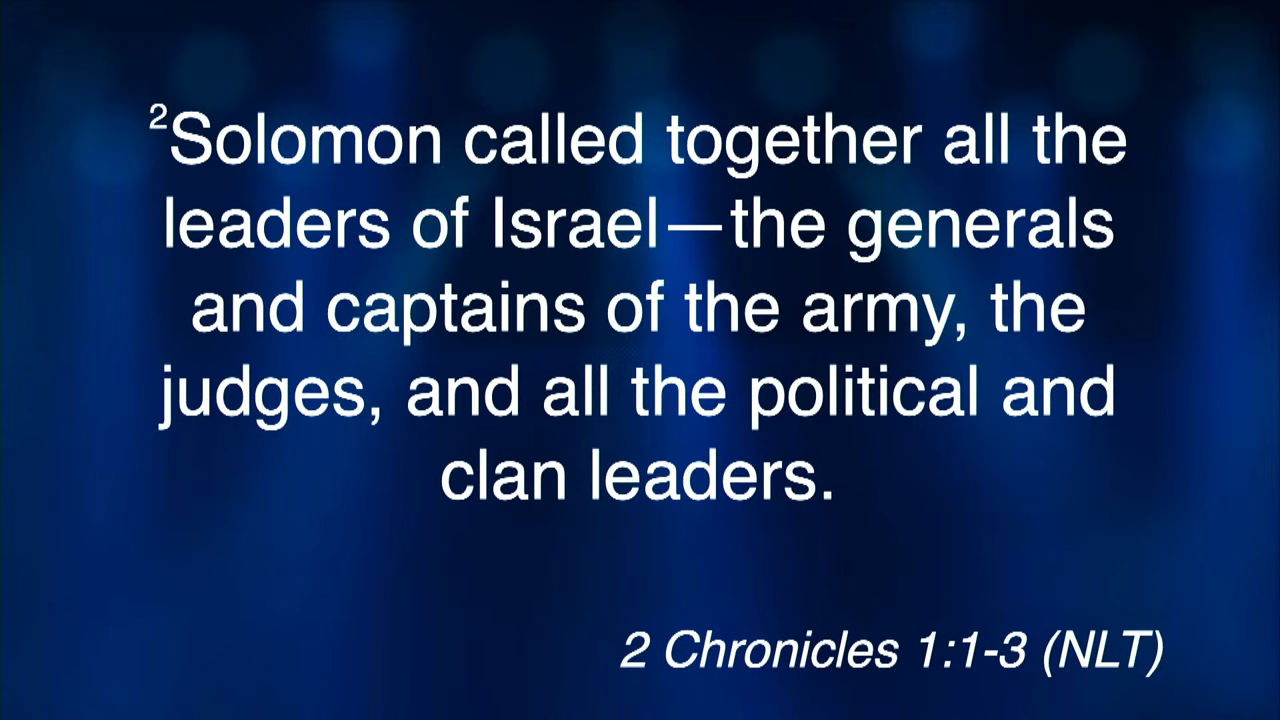 ²Solomon called together all the
leaders of Israel—the generals
and captains of the army, the
judges, and all the political and
clan leaders.
2 Chronicles 1:1-3 (NLT)